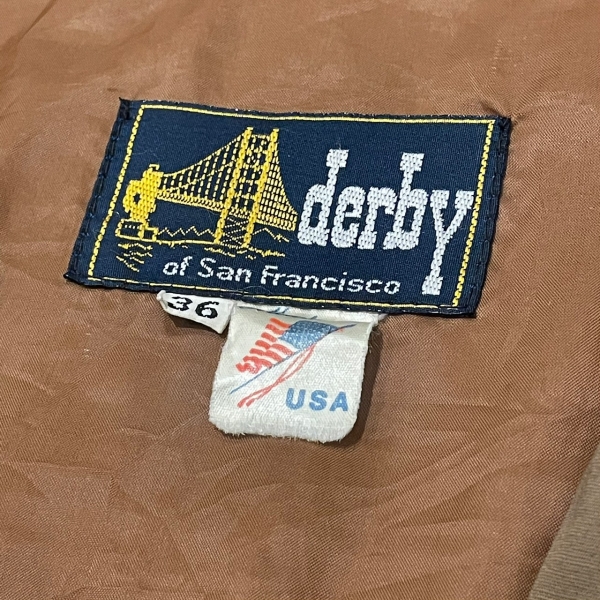 derby
of San Francisco
36
USA